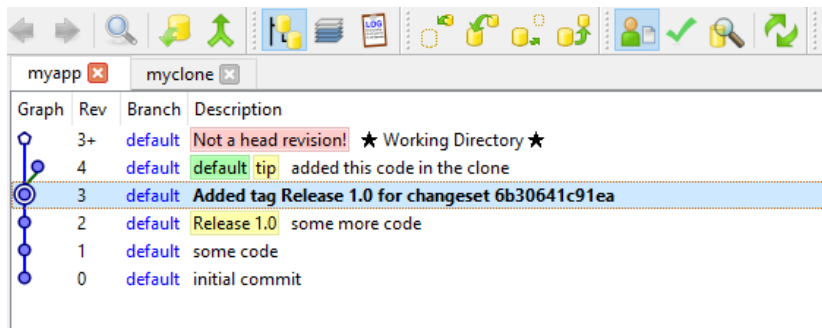 LOG
myapp myclone
Graph Rev Branch Description
3+ default Not a head revision! ★ Working Directory ★
4 default default tip added this code in the clone
3 default Added tag Release 1.0 for changeset 6b30641c91ea
2 default Release 1.0 some more code
1 default some code
0 default initial commit